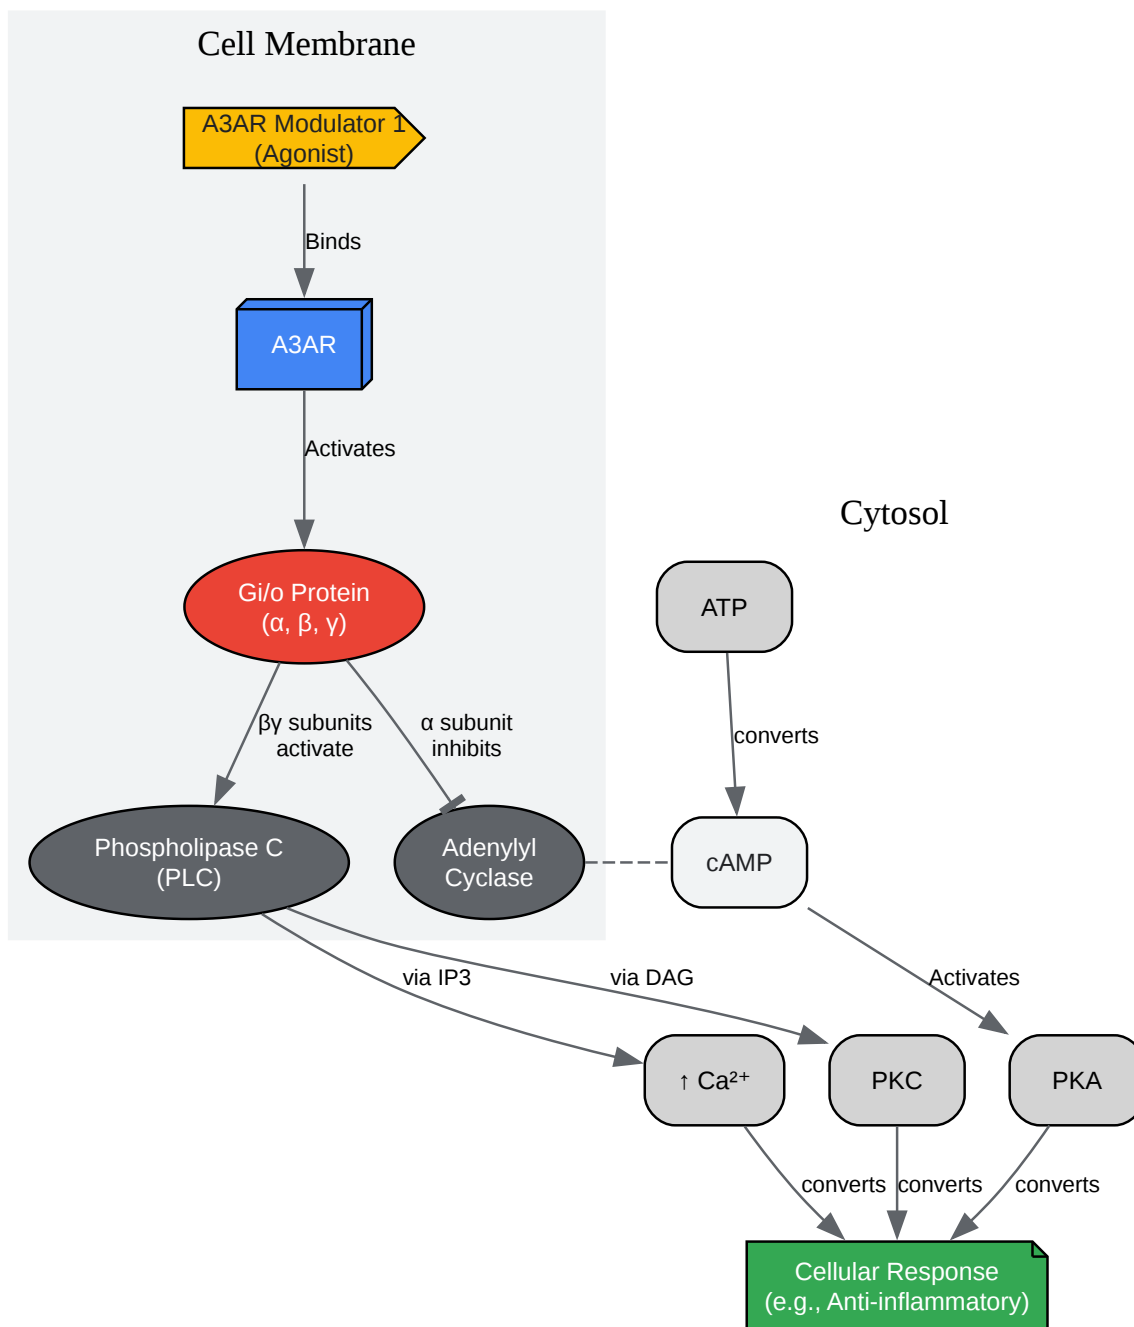 Cell Membrane
A3AR Modulator 1
(Agonist)
Binds
A3AR
Activates
Cytosol
Gi/o Protein
(α, β, γ)
ATP
βγ subunits
activate
α subunit
inhibits
converts
Phospholipase C
(PLC)
Adenylyl
Cyclase
cAMP
via IP3
via DAG
Activates
↑ Ca²⁺
PKC
PKA
converts
converts
converts
Cellular Response
(e.g., Anti-inflammatory)